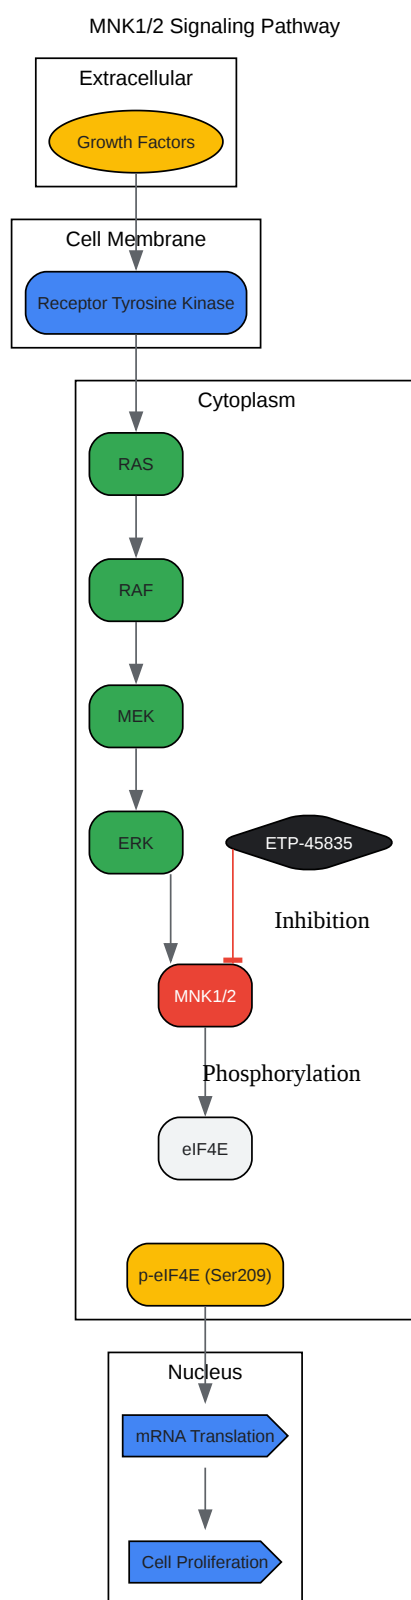 MNK1/2 Signaling Pathway
Extracellular
Growth Factors
Cell Membrane
Receptor Tyrosine Kinase
Cytoplasm
RAS
RAF
MEK
ERK
ETP-45835
Inhibition
MNK1/2
Phosphorylation
eIF4E
p-eIF4E (Ser209)
Nucleus
mRNA Translation
Cell Proliferation